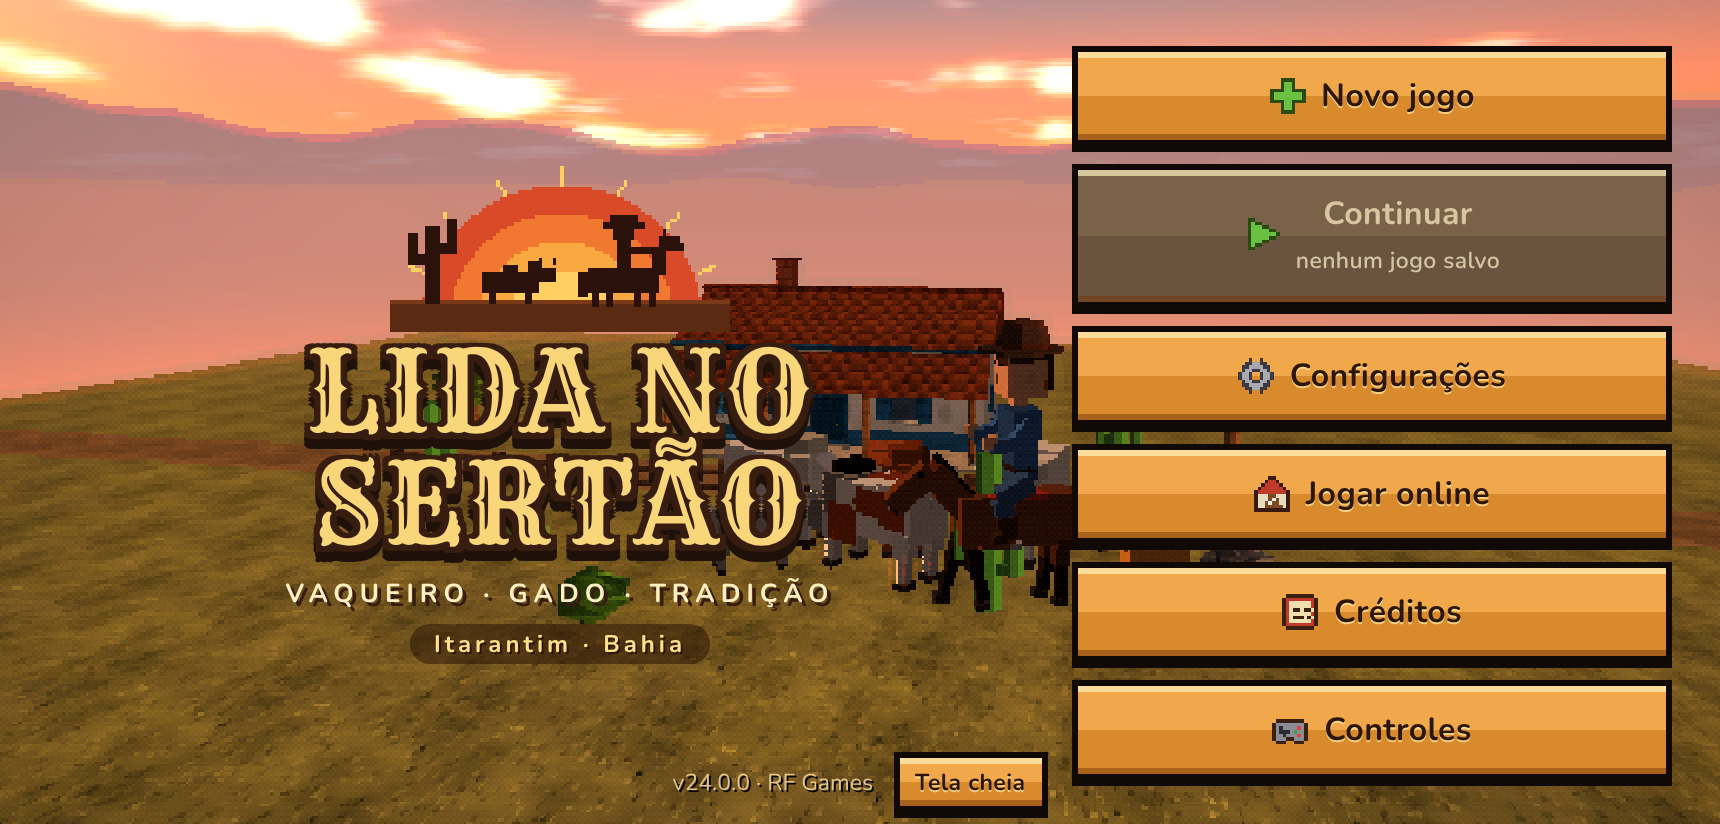 LIDA NO
SERTÃO
VAQUEIRO · GADO · TRADIÇÃO
Itarantim · Bahia
v24.0.0 · RF Games
Tela cheia
Novo jogo
Continuar
nenhum jogo salvo
Configurações
Jogar online
Créditos
Controles